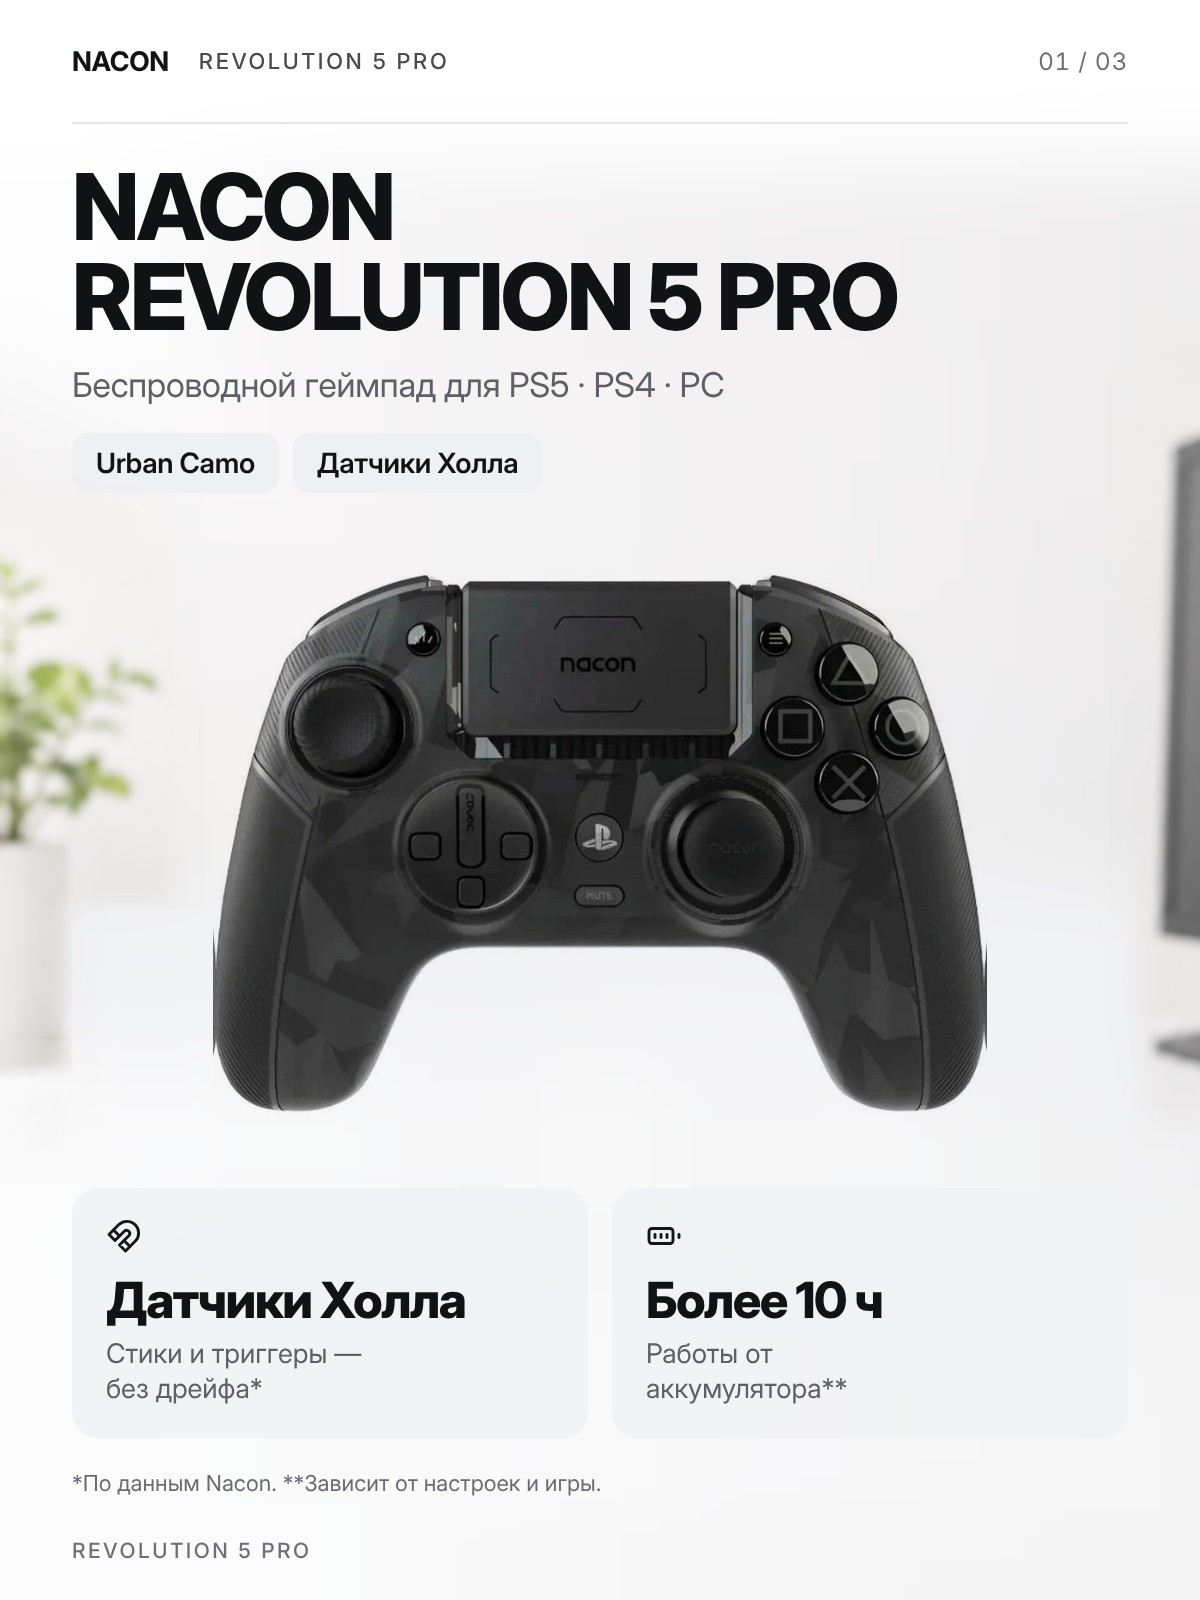 NACON REVOLUTION 5 PRO 01 / 03
NACON
REVOLUTION 5 PRO
Беспроводной геймпад для PS5 · PS4 · PC
Urban Camo Датчики Холла
nacon
nacon
nacon
MUTE
Датчики Холла
Стики и триггеры —
без дрейфа*
Более 10 ч
Работы от
аккумулятора**
*По данным Nacon. **Зависит от настроек и игры.
REVOLUTION 5 PRO